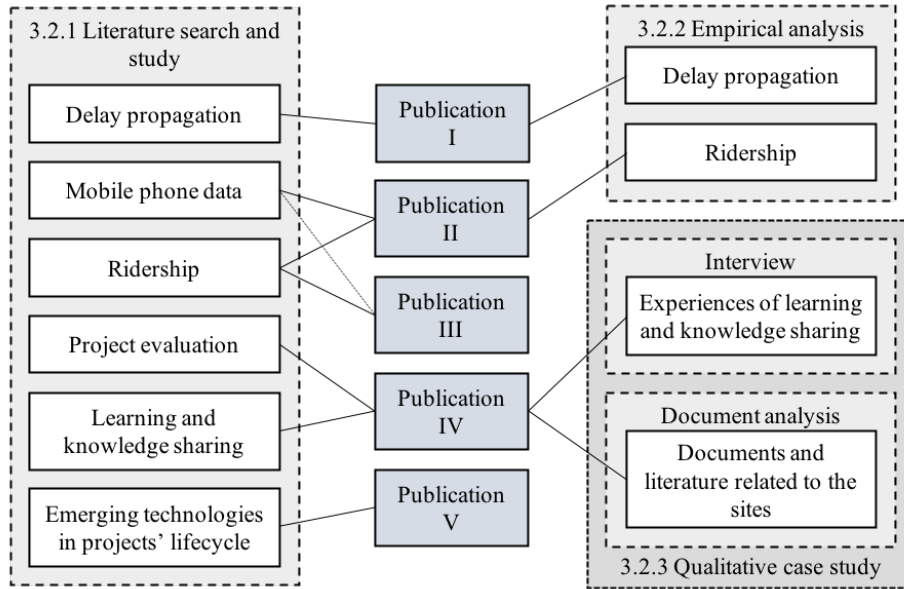 3.2.1 Literature search and
study
Delay propagation
Mobile phone data
Ridership
Project evaluation
Learning and
knowledge sharing
Emerging technologies
in projects’ lifecycle
Publication
I
Publication
II
Publication
III
Publication
IV
Publication
V
3.2.2 Empirical analysis
Delay propagation
Ridership
Interview
Experiences of learning
and knowledge sharing
Document analysis
Documents and
literature related to the
sites
3.2.3 Qualitative case study